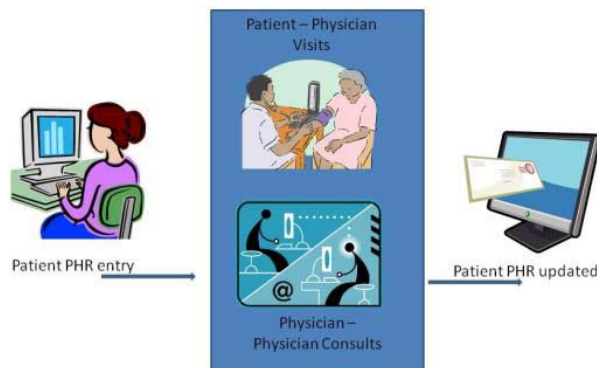 Patient – Physician
Visits
Patient PHR entry
@
Physician –
Physician Consults
Patient PHR updated